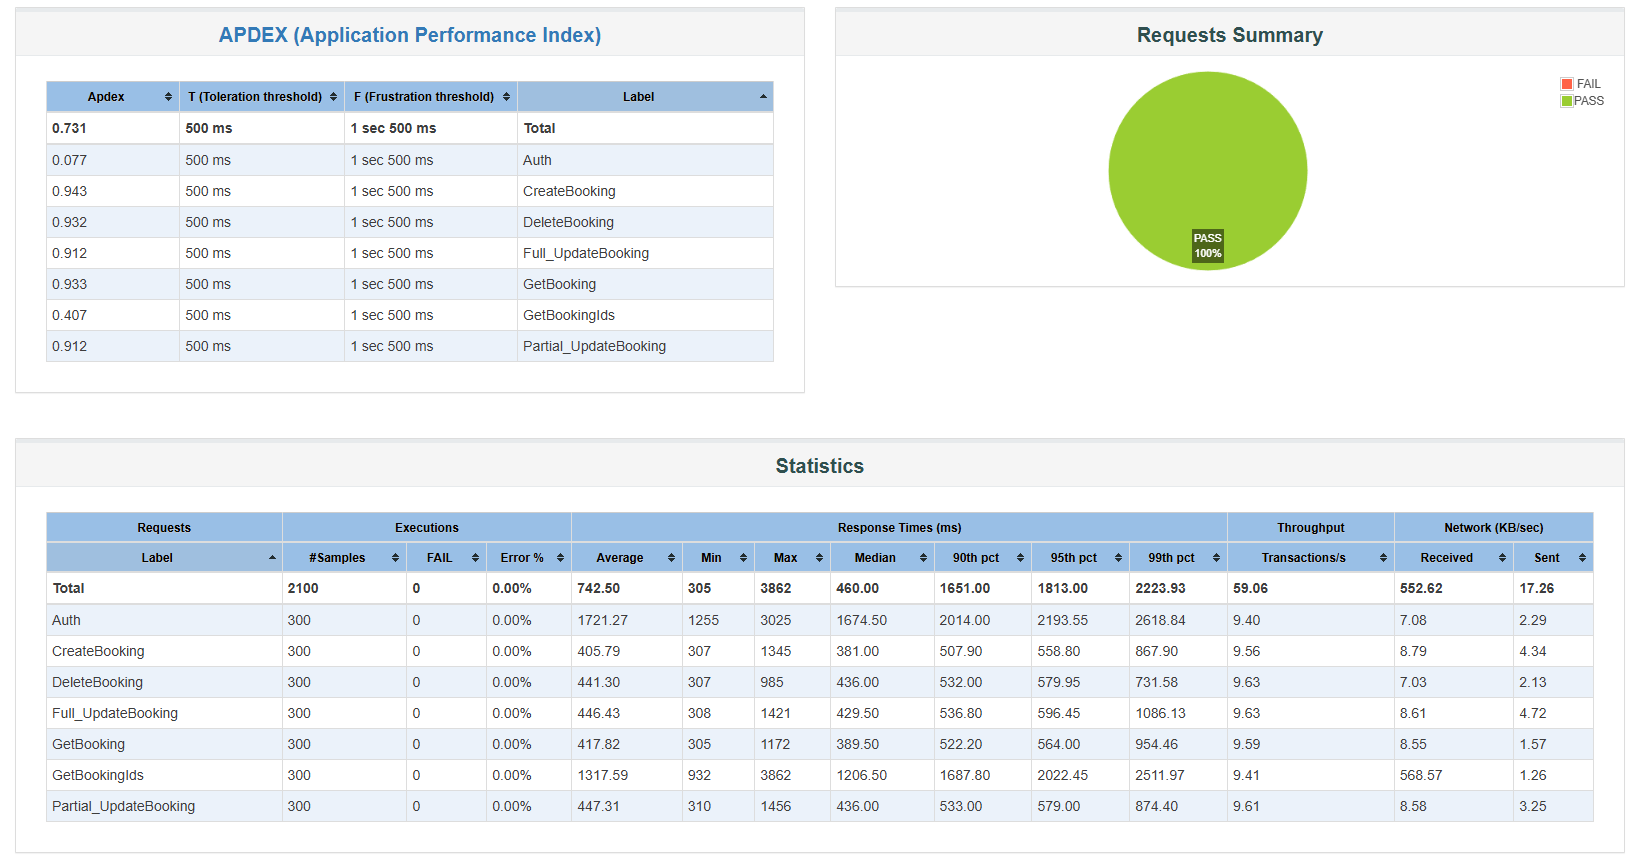 APDEX (Application Performance Index)
Apdex T (Toleration threshold) F (Frustration threshold) Label
0.731 500 ms 1 sec 500 ms Total
0.077 500 ms 1 sec 500 ms Auth
0.943 500 ms 1 sec 500 ms CreateBooking
0.932 500 ms 1 sec 500 ms DeleteBooking
0.912 500 ms 1 sec 500 ms Full_UpdateBooking
0.933 500 ms 1 sec 500 ms GetBooking
0.407 500 ms 1 sec 500 ms GetBookingIds
0.912 500 ms 1 sec 500 ms Partial_UpdateBooking
Requests Summary
FAIL
PASS
PASS
100%
Statistics
Requests Executions Response Times (ms) Throughput Network (KB/sec)
Label #Samples FAIL Error % Average Min Max Median 90th pct 95th pct 99th pct Transactions/s Received Sent
Total 2100 0 0.00% 742.50 305 3862 460.00 1651.00 1813.00 2223.93 59.06 552.62 17.26
Auth 300 0 0.00% 1721.27 1255 3025 1674.50 2014.00 2193.55 2618.84 9.40 7.08 2.29
CreateBooking 300 0 0.00% 405.79 307 1345 381.00 507.90 558.80 867.90 9.56 8.79 4.34
DeleteBooking 300 0 0.00% 441.30 307 985 436.00 532.00 579.95 731.58 9.63 7.03 2.13
Full_UpdateBooking 300 0 0.00% 446.43 308 1421 429.50 536.80 596.45 1086.13 9.63 8.61 4.72
GetBooking 300 0 0.00% 417.82 305 1172 389.50 522.20 564.00 954.46 9.59 8.55 1.57
GetBookingIds 300 0 0.00% 1317.59 932 3862 1206.50 1687.80 2022.45 2511.97 9.41 568.57 1.26
Partial_UpdateBooking 300 0 0.00% 447.31 310 1456 436.00 533.00 579.00 874.40 9.61 8.58 3.25